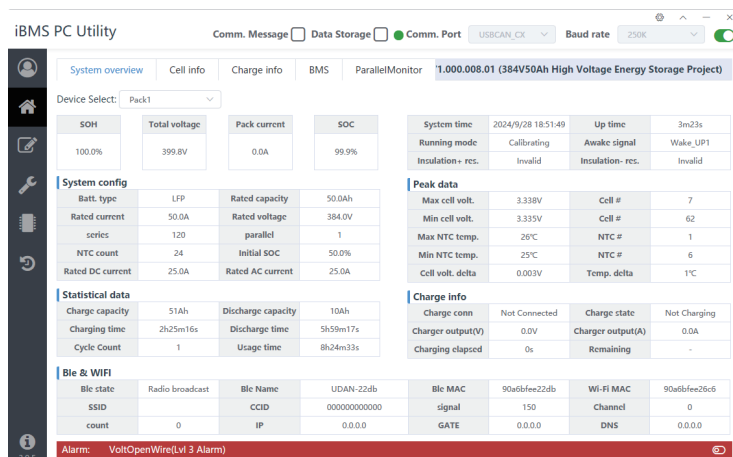 iBMS PC Utility
Comm. Message Data Storage Comm. Port USBCAN_CX Baud rate 250K
System overview Cell info Charge info BMS ParallelMonitor 1.000.008.01 (384V50Ah High Voltage Energy Storage Project)
Device Select: Pack1
SOH Total voltage Pack current SOC
100.0% 399.8V 0.0A 99.9%
System time 2024/9/28 18:51:49 Up time 3m23s
Running mode Calibrating Awake signal Wake_UP1
Insulation+ res. Invalid Insulation- res. Invalid
System config
Batt. type LFP Rated capacity 50.0Ah
Rated current 50.0A Rated voltage 384.0V
series 120 parallel 1
NTC count 24 Initial SOC 50.0%
Rated DC current 25.0A Rated AC current 25.0A
Peak data
Max cell volt. 3.338V Cell # 7
Min cell volt. 3.335V Cell # 62
Max NTC temp. 26℃ NTC # 1
Min NTC temp. 25℃ NTC # 6
Cell volt. delta 0.003V Temp. delta 1℃
Statistical data
Charge capacity 51Ah Discharge capacity 10Ah
Charging time 2h25m16s Discharge time 5h59m17s
Cycle Count 1 Usage time 8h24m33s
Charge info
Charge conn Not Connected Charge state Not Charging
Charger output(V) 0.0V Charger output(A) 0.0A
Charging elapsed 0s Remaining -
Ble & WIFI
Ble state Radio broadcast Ble Name UDAN-22db Ble MAC 90a6bfee22db Wi-Fi MAC 90a6bfee26c6
SSID CCID 000000000000 signal 150 Channel 0
count 0 IP 0.0.0.0 GATE 0.0.0.0 DNS 0.0.0.0
Alarm: VoltOpenWire(Lvl 3 Alarm)